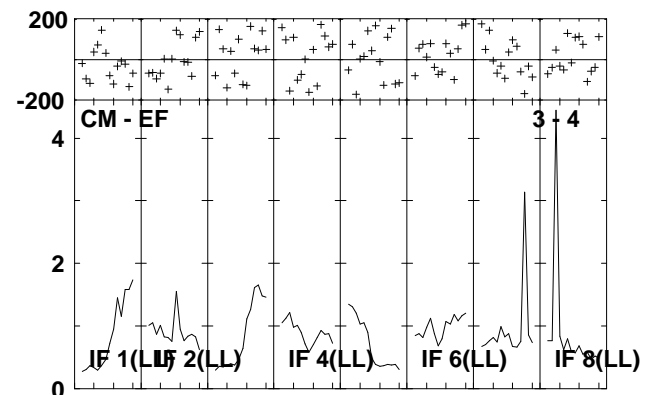 200
-200
CM - EF 3 - 4
4
2
IF 1(LL) IF 2(LL) IF 4(LL) IF 6(LL) IF 8(LL)
0